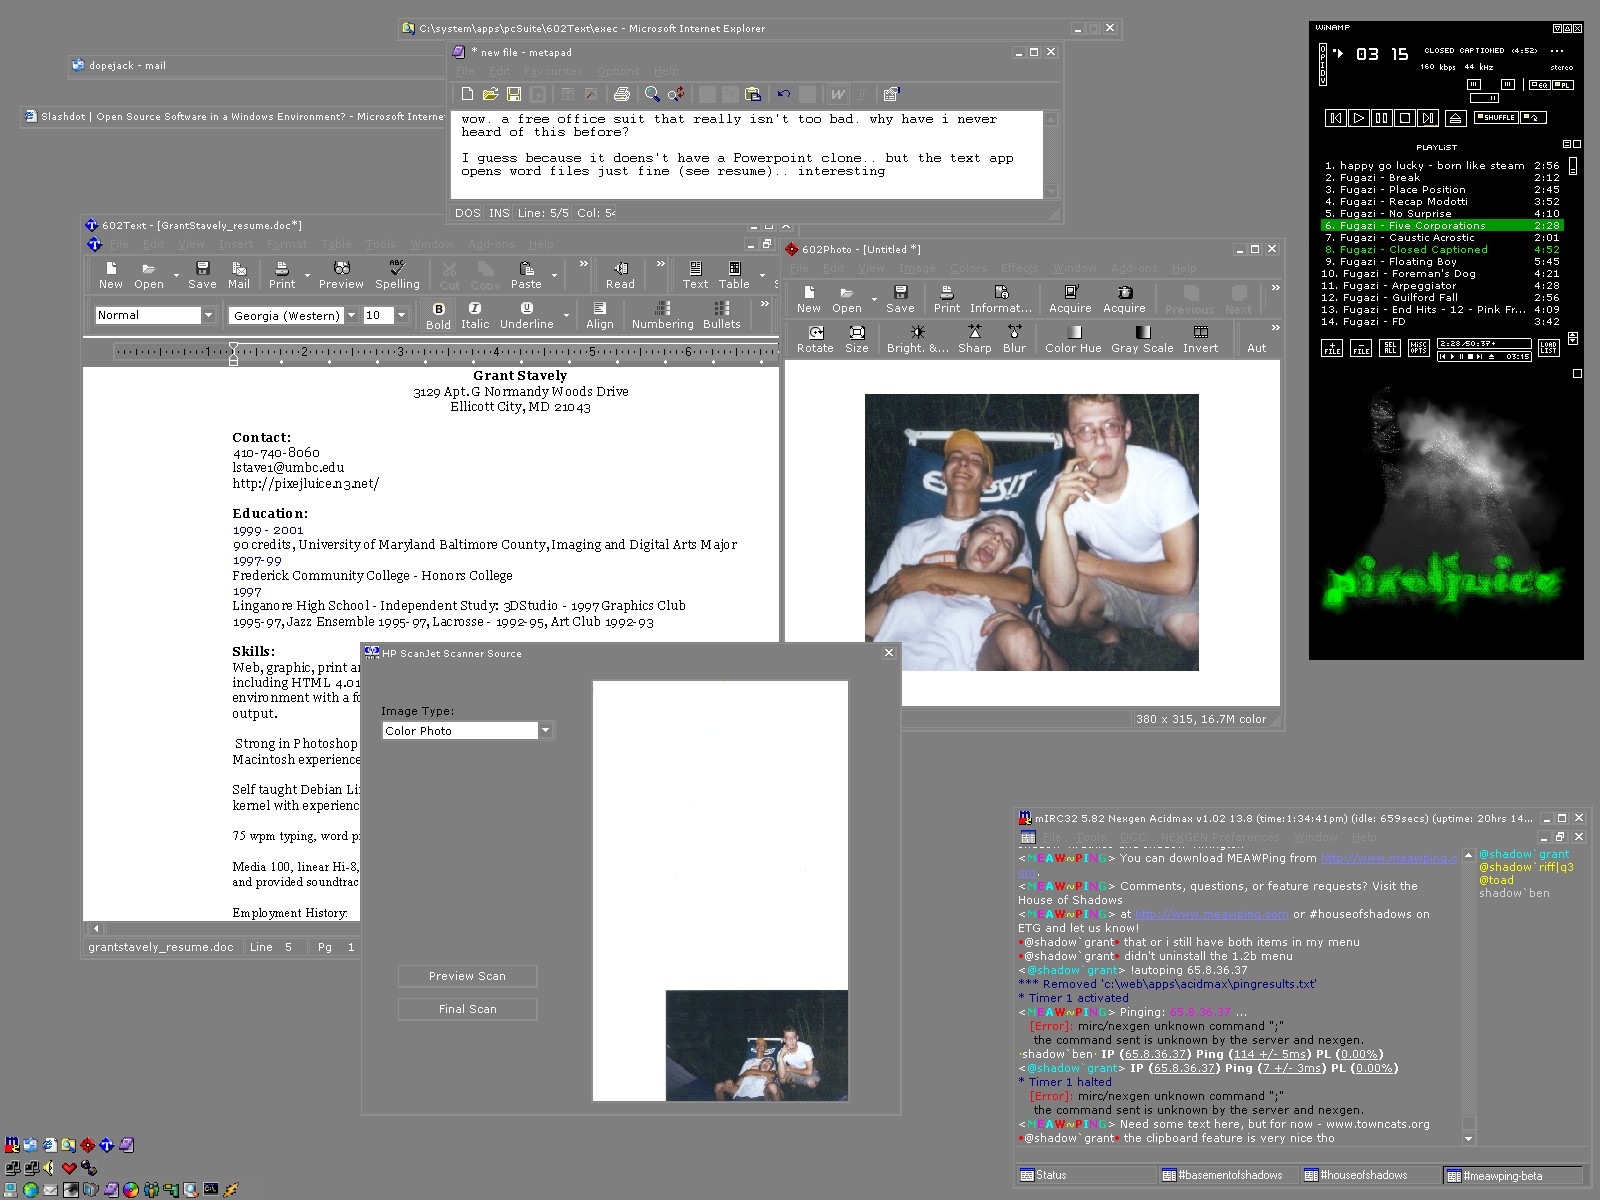 C:\system\apps\pcSuite\602Text\exec - Microsoft Internet Explorer
dopejack - mail
Slashdot | Open Source Software in a Windows Environment? - Microsoft Interne
* new file - metapad
File Edit Favourites Options Help
wow. a free office suit that really isn't too bad. why have i never
heard of this before?
I guess because it doens't have a Powerpoint clone.. but the text app
opens word files just fine (see resume).. interesting
DOS INS Line: 5/5 Col: 54
602Text - [GrantStavely_resume.doc*]
File Edit View Insert Format Table Tools Window Add-ons Help
New Open Save Mail Print Preview Spelling Cut Copy Paste Read Text Table
Normal Georgia (Western) 10 Bold Italic Underline Align Numbering Bullets
1 2 3 4 5 6
Grant Stavely
3129 Apt.G Normandy Woods Drive
Ellicott City, MD 21043
Contact:
410-740-8060
lstave1@umbc.edu
http://pixejluice.n3.net/
Education:
1999 - 2001
90 credits, University of Maryland Baltimore County, Imaging and Digital Arts Major
1997-99
Frederick Community College - Honors College
1997
Linganore High School - Independent Study: 3DStudio - 1997 Graphics Club
1995-97, Jazz Ensemble 1995-97, Lacrosse - 1992-95, Art Club 1992-93
Skills:
Web, graphic, print an
including HTML 4.01
environment with a fo
output.
Strong in Photoshop
Macintosh experience
Self taught Debian Li
kernel with experienc
75 wpm typing, word p
Media 100, linear Hi-8,
and provided soundtrac
Employment History:
grantstavely_resume.doc Line 5 Pg 1
602Photo - [Untitled *]
File Edit View Image Colors Effects Window Add-ons Help
New Open Save Print Informat... Acquire Acquire Previous Next
Rotate Size Bright. &... Sharp Blur Color Hue Gray Scale Invert Aut
380 x 315, 16.7M color
HP ScanJet Scanner Source
Image Type:
Color Photo
Preview Scan
Final Scan
WINAMP
03 15 CLOSED CAPTIONED (4:52)
160 kbps 44 kHz stereo
EQ PL
SHUFFLE
PLAYLIST
1. happy go lucky - born like steam 2:56
2. Fugazi - Break 2:12
3. Fugazi - Place Position 2:45
4. Fugazi - Recap Modotti 3:52
5. Fugazi - No Surprise 4:10
6. Fugazi - Five Corporations 2:28
7. Fugazi - Caustic Acrostic 2:01
8. Fugazi - Closed Captioned 4:52
9. Fugazi - Floating Boy 5:45
10. Fugazi - Foreman's Dog 4:21
11. Fugazi - Arpeggiator 4:28
12. Fugazi - Guilford Fall 2:56
13. Fugazi - End Hits - 12 - Pink Fr... 4:09
14. Fugazi - FD 3:42
+ FILE - FILE SEL ALL MISC OPTS 2:28/50:37+ 03:15 LOAD LIST
pixeljuice
mIRC32 5.82 Nexgen Acidmax v1.02 13.8 (time:1:34:41pm) (idle: 659secs) (uptime: 20hrs 14...
File Tools DCC NEXGEN Preferences Window Help
<MEAW~PING> You can download MEAWPing from http://www.meawping.c
om.
<MEAW~PING> Comments, questions, or feature requests? Visit the
House of Shadows
<MEAW~PING> at http://www.meawping.com or #houseofshadows on
ETG and let us know!
•@shadow`grant• that or i still have both items in my menu
•@shadow`grant• didn't uninstall the 1.2b menu
<@shadow`grant> !autoping 65.8.36.37
*** Removed 'c:\web\apps\acidmax\pingresults.txt'
* Timer 1 activated
<MEAW~PING> Pinging: 65.8.36.37 ...
[Error]: mirc/nexgen unknown command ";"
the command sent is unknown by the server and nexgen.
·shadow`ben· IP (65.8.36.37) Ping (114 +/- 5ms) PL (0.00%)
<@shadow`grant> IP (65.8.36.37) Ping (7 +/- 3ms) PL (0.00%)
* Timer 1 halted
[Error]: mirc/nexgen unknown command ";"
the command sent is unknown by the server and nexgen.
<MEAW~PING> Need some text here, but for now - www.towncats.org
•@shadow`grant• the clipboard feature is very nice tho
@shadow`grant
@shadow`riff|q3
@toad
shadow`ben
Status #basementofshadows #houseofshadows #meawping-beta